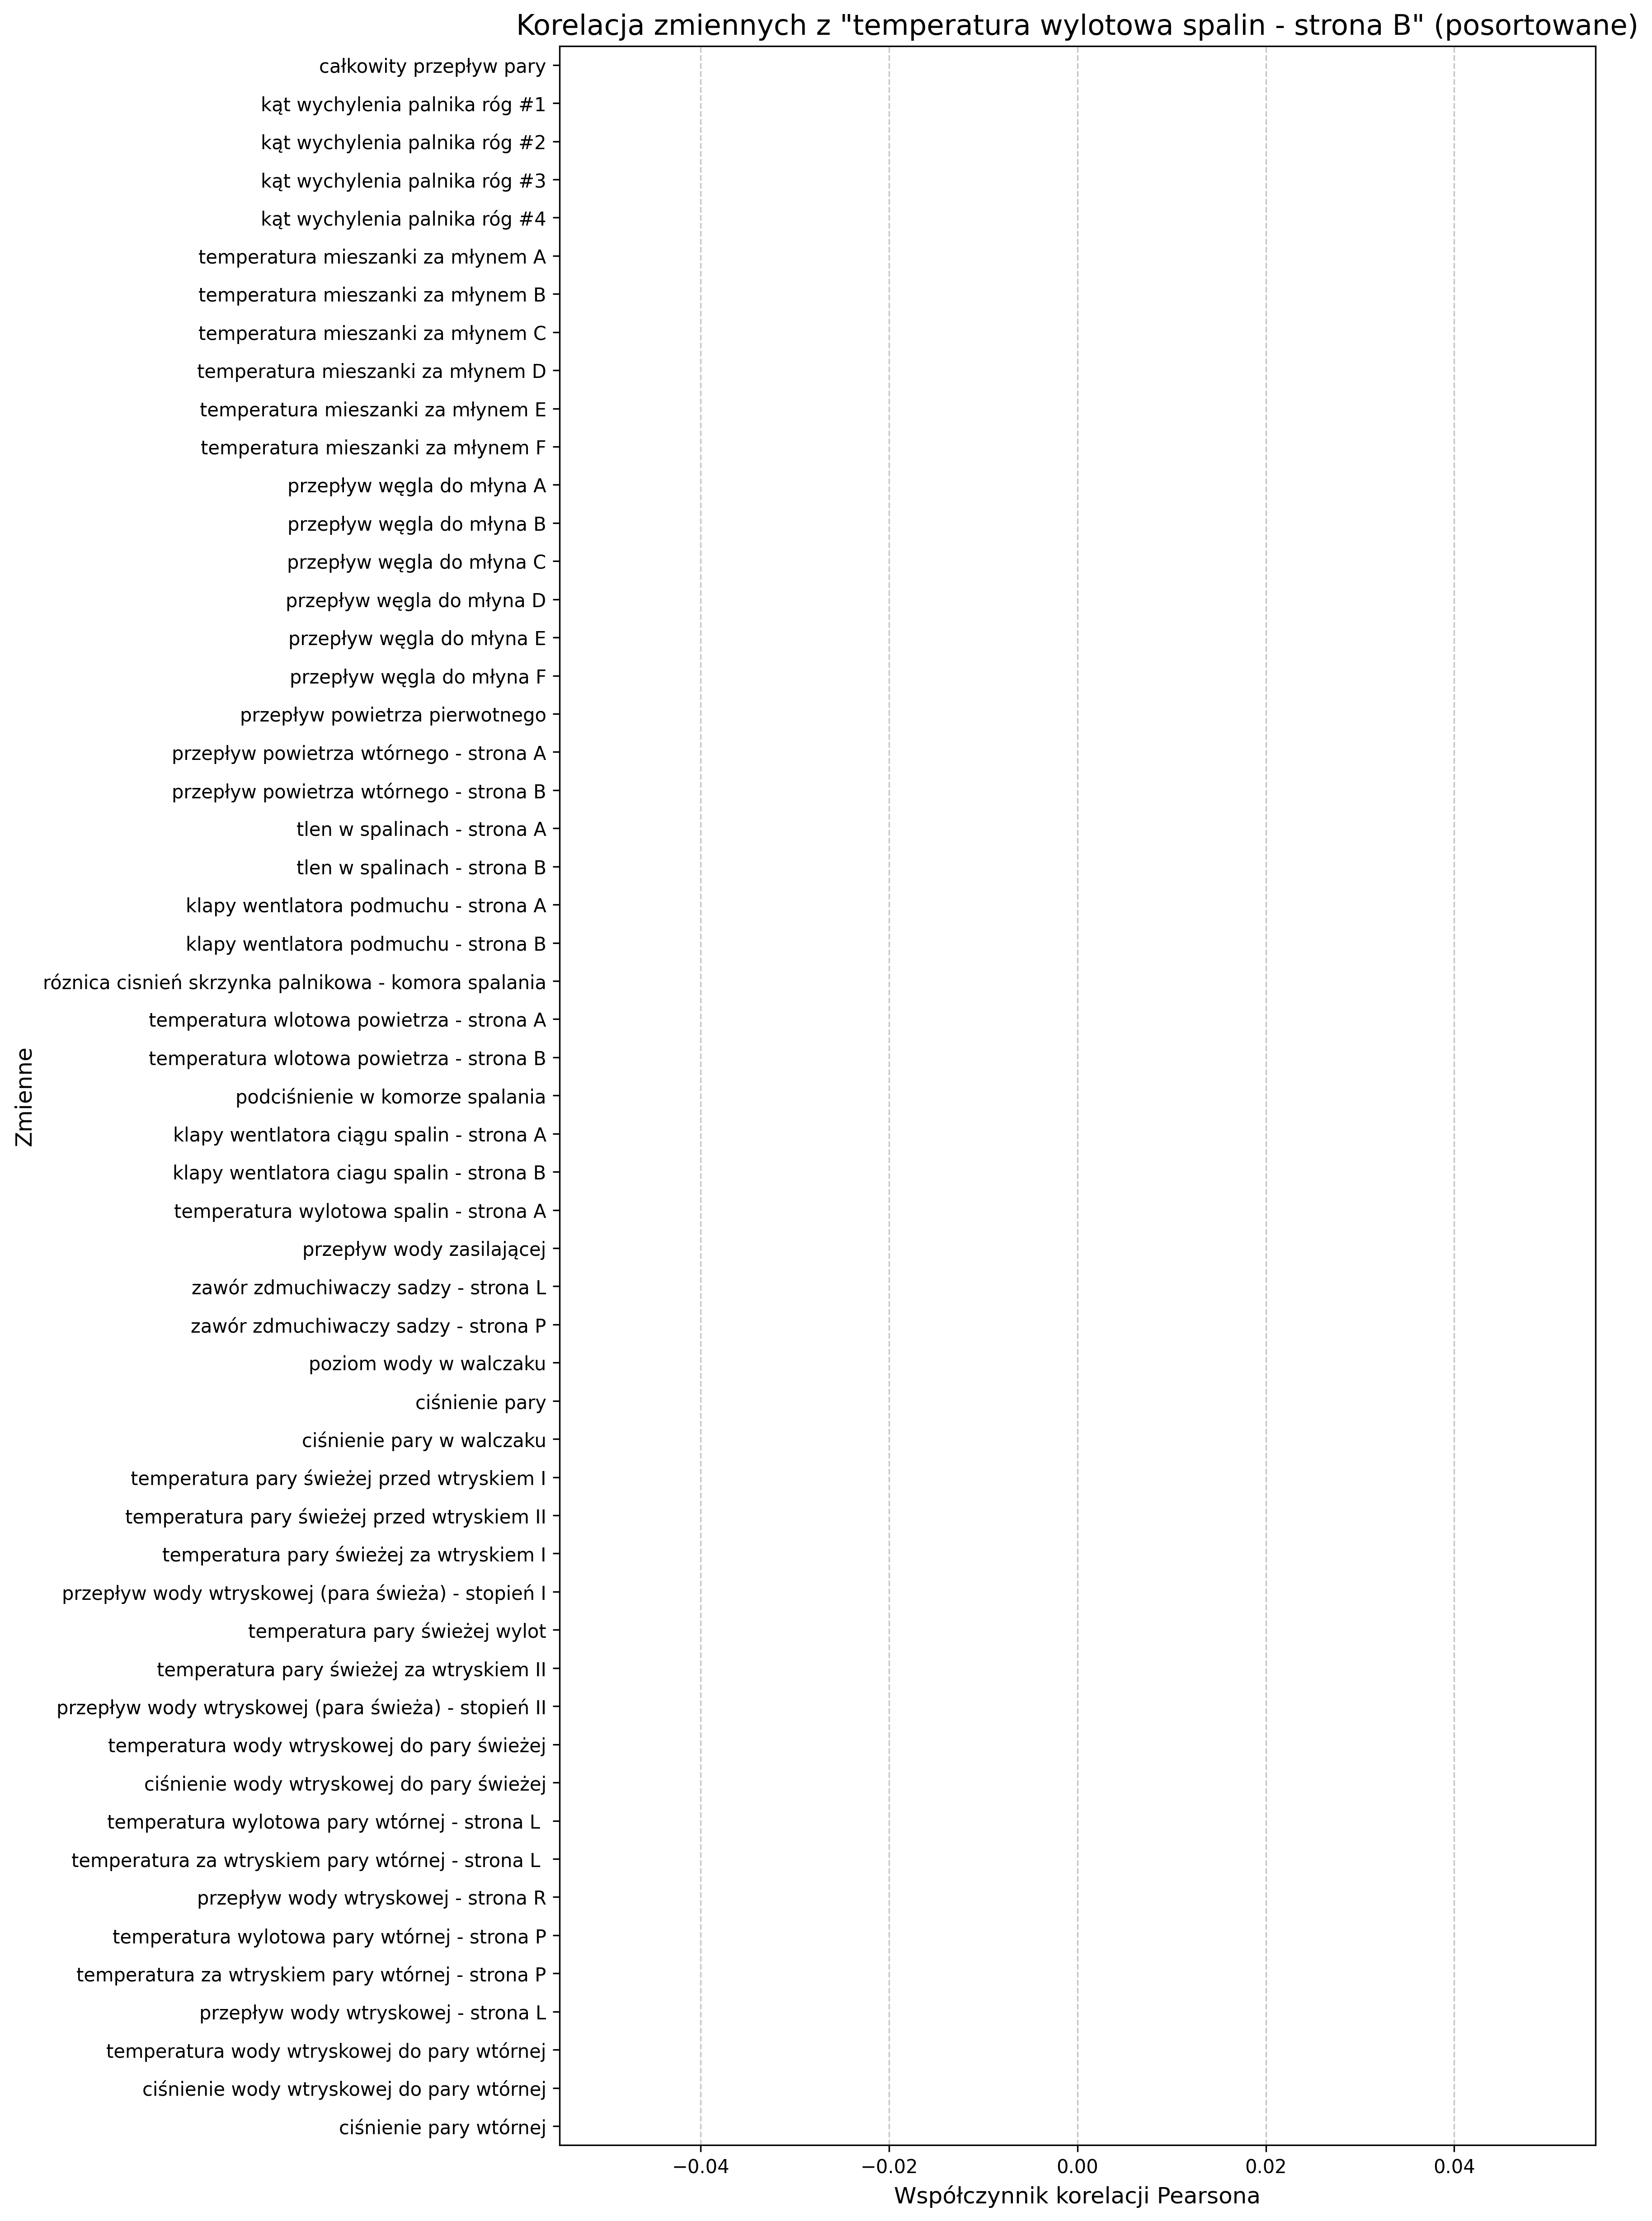 Korelacja zmiennych z "temperatura wylotowa spalin - strona B" (posortowane)
całkowity przepływ pary
kąt wychylenia palnika róg #1
kąt wychylenia palnika róg #2
kąt wychylenia palnika róg #3
kąt wychylenia palnika róg #4
temperatura mieszanki za młynem A
temperatura mieszanki za młynem B
temperatura mieszanki za młynem C
temperatura mieszanki za młynem D
temperatura mieszanki za młynem E
temperatura mieszanki za młynem F
przepływ węgla do młyna A
przepływ węgla do młyna B
przepływ węgla do młyna C
przepływ węgla do młyna D
przepływ węgla do młyna E
przepływ węgla do młyna F
przepływ powietrza pierwotnego
przepływ powietrza wtórnego - strona A
przepływ powietrza wtórnego - strona B
tlen w spalinach - strona A
tlen w spalinach - strona B
klapy wentlatora podmuchu - strona A
klapy wentlatora podmuchu - strona B
róznica cisnień skrzynka palnikowa - komora spalania
temperatura wlotowa powietrza - strona A
temperatura wlotowa powietrza - strona B
podciśnienie w komorze spalania
klapy wentlatora ciągu spalin - strona A
klapy wentlatora ciagu spalin - strona B
temperatura wylotowa spalin - strona A
przepływ wody zasilającej
zawór zdmuchiwaczy sadzy - strona L
zawór zdmuchiwaczy sadzy - strona P
poziom wody w walczaku
ciśnienie pary
ciśnienie pary w walczaku
temperatura pary świeżej przed wtryskiem I
temperatura pary świeżej przed wtryskiem II
temperatura pary świeżej za wtryskiem I
przepływ wody wtryskowej (para świeża) - stopień I
temperatura pary świeżej wylot
temperatura pary świeżej za wtryskiem II
przepływ wody wtryskowej (para świeża) - stopień II
temperatura wody wtryskowej do pary świeżej
ciśnienie wody wtryskowej do pary świeżej
temperatura wylotowa pary wtórnej - strona L
temperatura za wtryskiem pary wtórnej - strona L
przepływ wody wtryskowej - strona R
temperatura wylotowa pary wtórnej - strona P
temperatura za wtryskiem pary wtórnej - strona P
przepływ wody wtryskowej - strona L
temperatura wody wtryskowej do pary wtórnej
ciśnienie wody wtryskowej do pary wtórnej
ciśnienie pary wtórnej
Zmienne
−0.04 −0.02 0.00 0.02 0.04
Współczynnik korelacji Pearsona